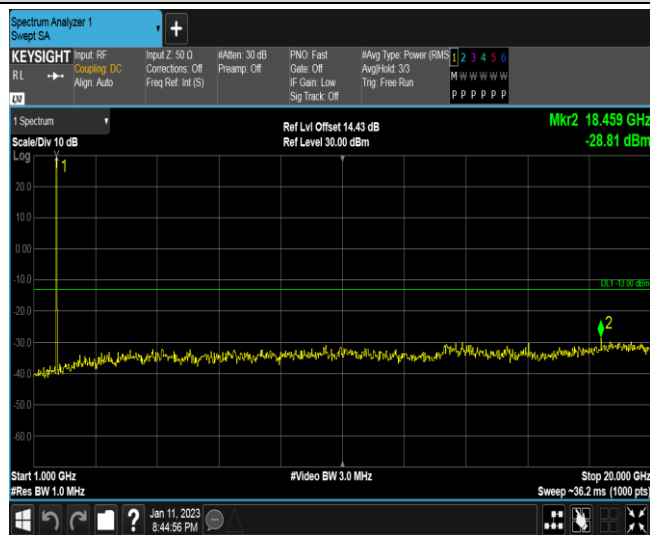 Spectrum Analyzer 1
Swept SA
+
KEYSIGHT Input: RF Input Z: 50 Ω #Atten: 30 dB PNO: Fast #Avg Type: Power (RMS 1 2 3 4 5 6
RL Coupling: DC Corrections: Off Preamp: Off Gate: Off Avg|Hold: 3/3 M W W W W W
Align: Auto Freq Ref: Int (S) IF Gain: Low Trig: Free Run
LXI Sig Track: Off P P P P P P
1 Spectrum Ref Lvl Offset 14.43 dB Mkr2 18.459 GHz
Scale/Div 10 dB Ref Level 30.00 dBm -28.81 dBm
Log
1
20.0
10.0
0.00
-10.0
DL1 -13.00 dBm
-20.0
2
-30.0
-40.0
-50.0
-60.0
Start 1.000 GHz #Video BW 3.0 MHz Stop 20.000 GHz
#Res BW 1.0 MHz Sweep ~36.2 ms (1000 pts)
? Jan 11, 2023
8:44:56 PM